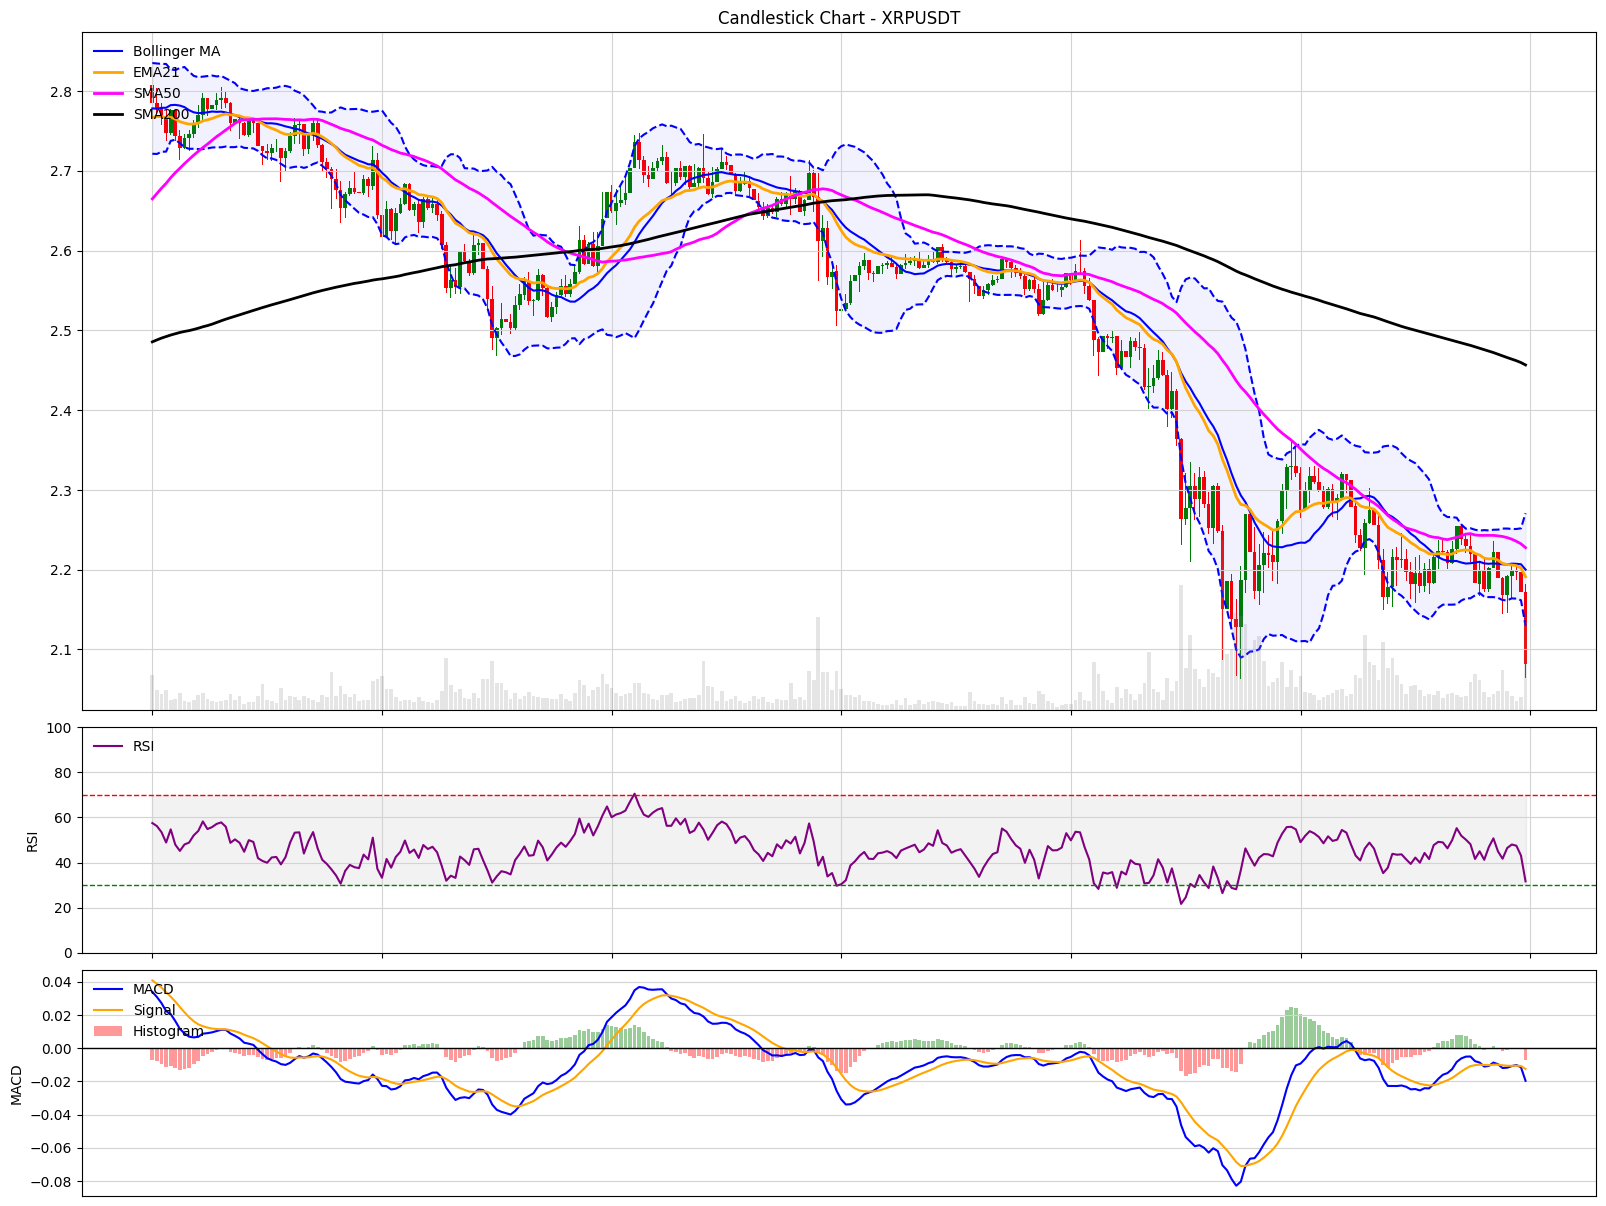 Candlestick Chart - XRPUSDT
Bollinger MA
EMA21
SMA50
SMA200
2.8
2.7
2.6
2.5
2.4
2.3
2.2
2.1
RSI
100
80
60
40
20
0
RSI
MACD
Signal
Histogram
0.04
0.02
0.00
−0.02
−0.04
−0.06
−0.08
MACD